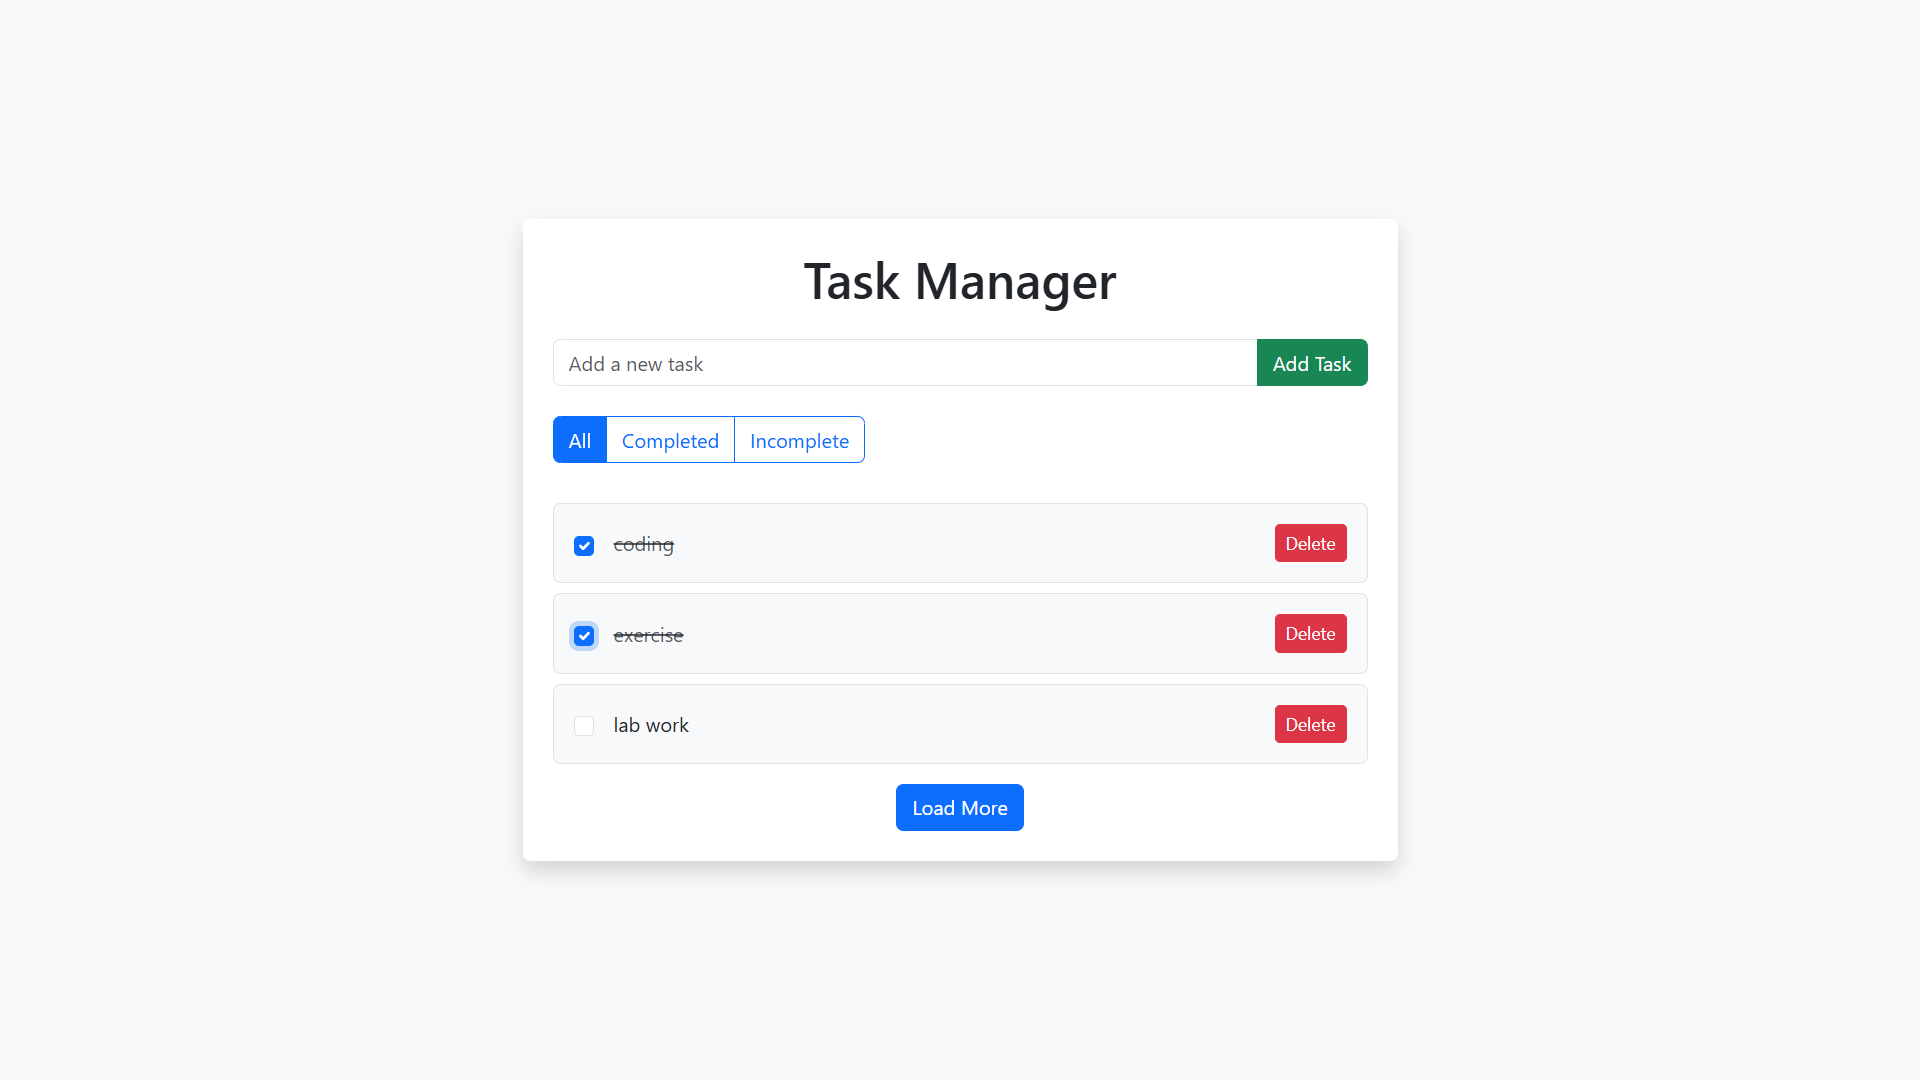 Task Manager
Add a new task Add Task
All Completed Incomplete
coding Delete
exercise Delete
lab work Delete
Load More